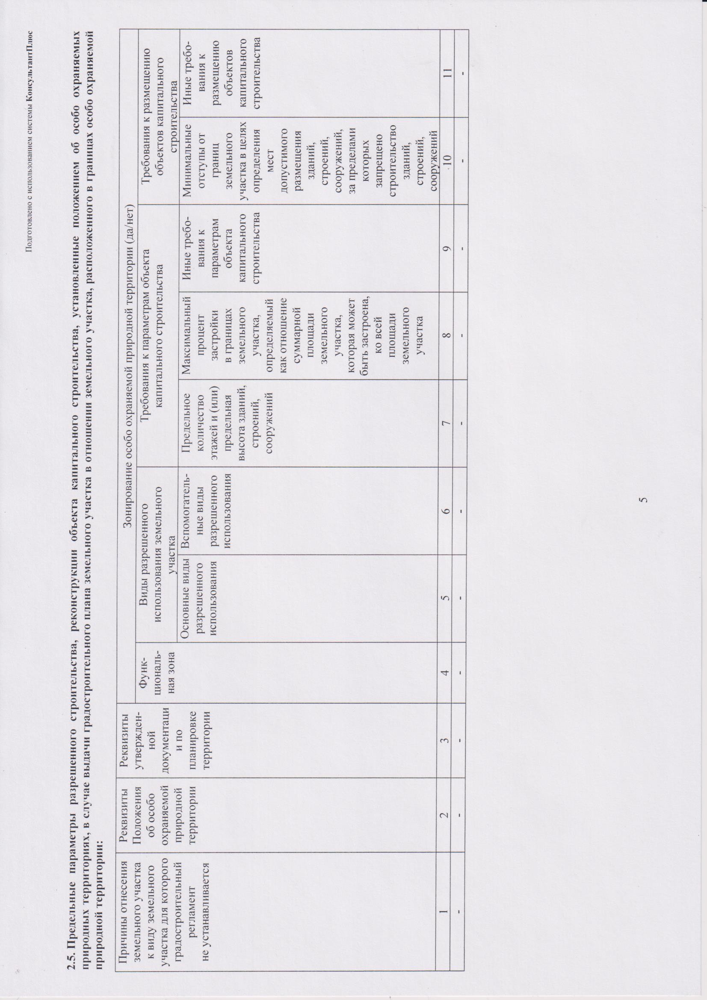 Подготовлено с использованием системы КонсультантПлюс
2.5. Предельные параметры разрешенного строительства, реконструкции объекта капитального строительства, установленные положением об особо охраняемых
природных территориях, в случае выдачи градостроительного плана земельного участка в отношении земельного участка, расположенного в границах особо охраняемой
природной территории:
Причины отнесения
земельного участка
к виду земельного
участка для которого
градостроительный
регламент
не устанавливается
Реквизиты
Положения
об особо
охраняемой
природной
территории
Реквизиты
утвержден-
ной
документаци
и по
планировке
территории
Зонирование особо охраняемой природной территории (да/нет)
Функ-
циональ-
ная зона
Виды разрешенного
использования земельного
участка
Требования к параметрам объекта
капитального строительства
Требования к размещению
объектов капитального
строительства
Основные виды
разрешенного
использования
Вспомогатель-
ные виды
разрешенного
использования
Предельное
количество
этажей и (или)
предельная
высота зданий,
строений,
сооружений
Максимальный
процент
застройки
в границах
земельного
участка,
определяемый
как отношение
суммарной
площади
земельного
участка,
которая может
быть застроена,
ко всей
площади
земельного
участка
Иные требо-
вания к
параметрам
объекта
капитального
строительства
Минимальные
отступы от
границ
земельного
участка в целях
определения
мест
допустимого
размещения
зданий,
строений,
сооружений,
за пределами
которых
запрещено
строительство
зданий,
строений,
сооружений
Иные требо-
вания к
размещению
объектов
капитального
строительства
1 2 3 4 5 6 7 8 9 10 11
- - - - - - - - - - -
5